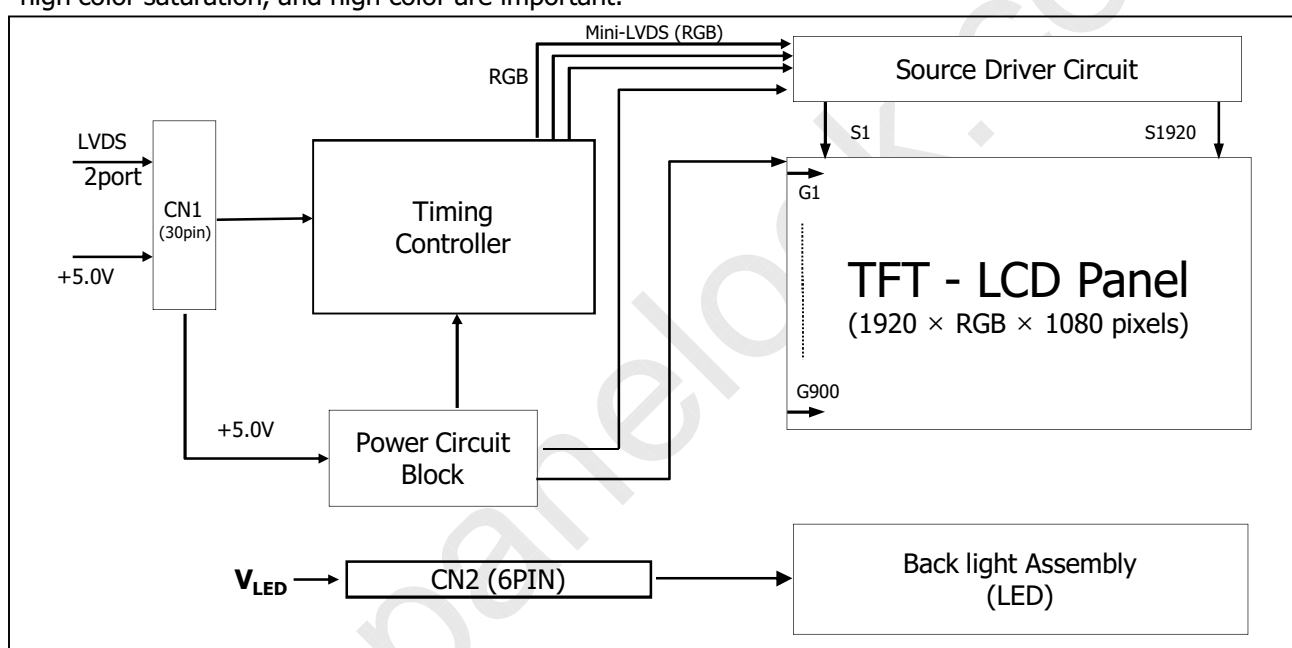 high color saturation, and high color are important.
Mini-LVDS (RGB)
RGB
Source Driver Circuit
S1
S1920
LVDS
2port
CN1
(30pin)
+5.0V
Timing
Controller
G1
TFT - LCD Panel
(1920 × RGB × 1080 pixels)
G900
+5.0V
Power Circuit
Block
VLED
CN2 (6PIN)
Back light Assembly
(LED)
panelook.com